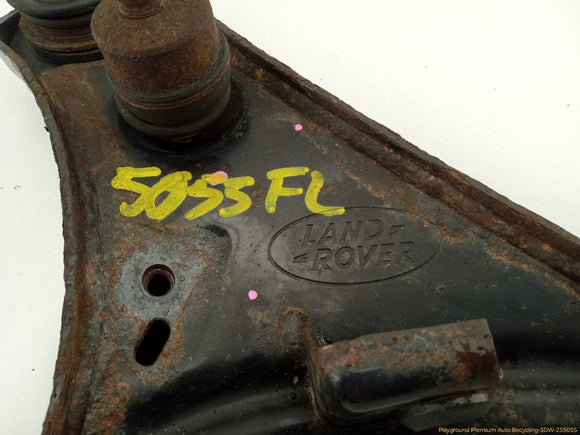 5055 FL
LAND
ROVER
Playground Premium Auto Recycling-SDW-255055